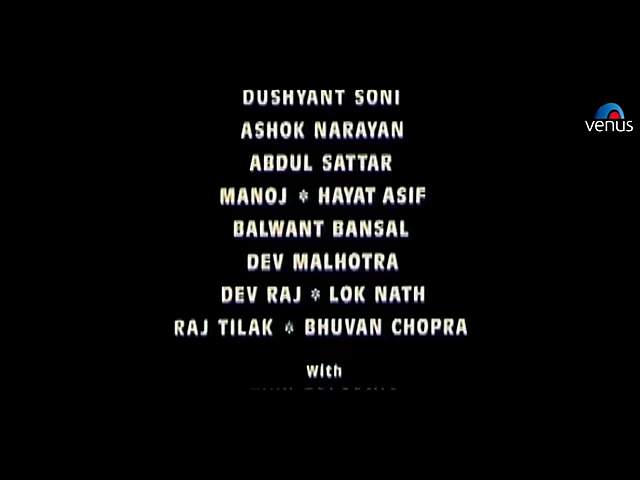 DUSHYANT SONI
ASHOK NARAYAN
ABDUL SATTAR
MANOJ * HAYAT ASIF
BALWANT BANSAL
DEV MALHOTRA
DEV RAJ * LOK NATH
RAJ TILAK * BHUVAN CHOPRA
With
venus